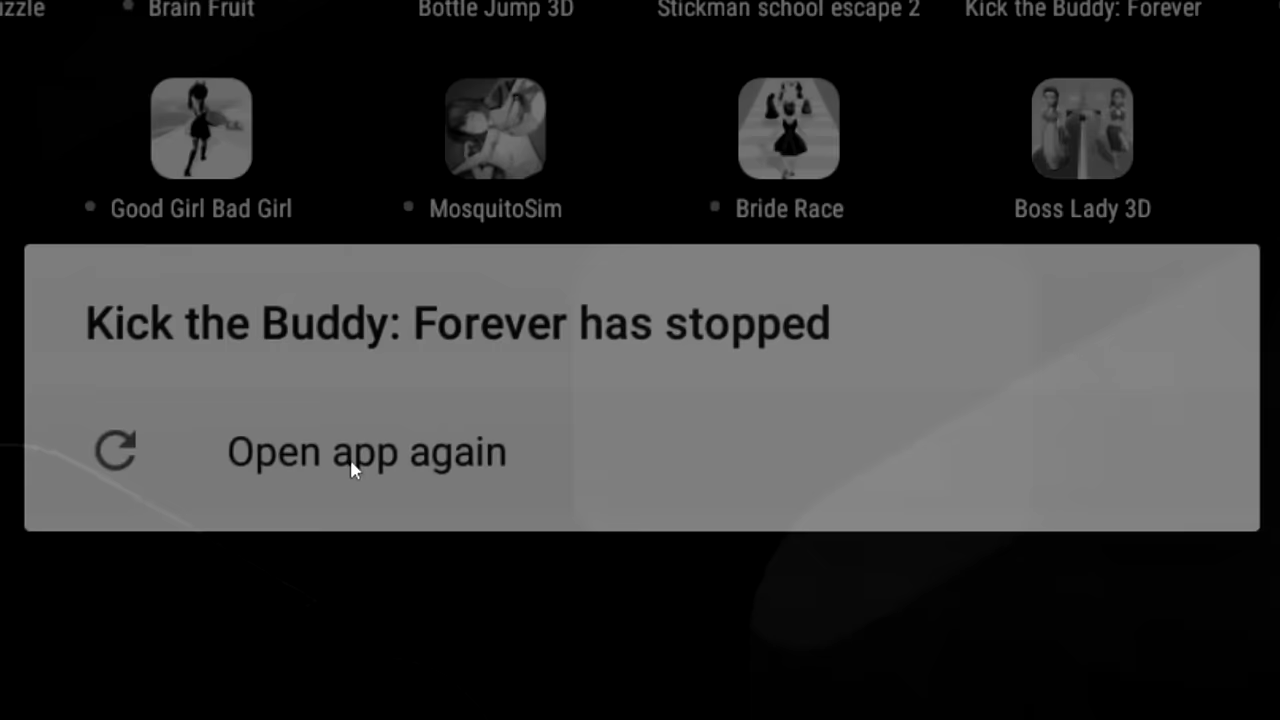 Brain Fruit
Bottle Jump 3D
Stickman school escape 2
Kick the Buddy: Forever
Good Girl Bad Girl
MosquitoSim
Bride Race
Boss Lady 3D
Kick the Buddy: Forever has stopped
Open app again